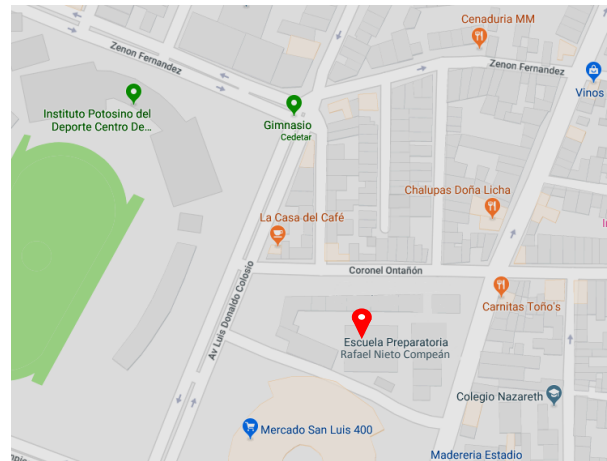 Cenaduria MM
Zenon Fernandez
Zenon Fernandez
Vinos
Instituto Potosino del
Deporte Centro De...
Gimnasio
Cedetar
Chalupas Doña Licha
La Casa del Café
Coronel Ontañón
Carnitas Toño's
Av Luis Donaldo Colosio
Escuela Preparatoria
Rafael Nieto Compeán
Colegio Nazareth
Mercado San Luis 400
Madereria Estadio